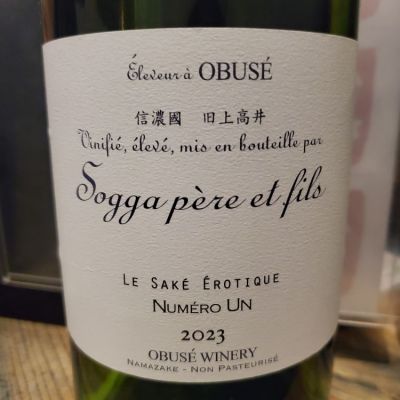 Éleveur à OBUSÉ
信濃國 旧上高井
Vinifié, élevé, mis en bouteille par
Sogga père et fils
LE SAKÉ ÉROTIQUE
NUMÉRO UN
2023
OBUSÉ WINERY
NAMAZAKE - NON PASTEURISÉ